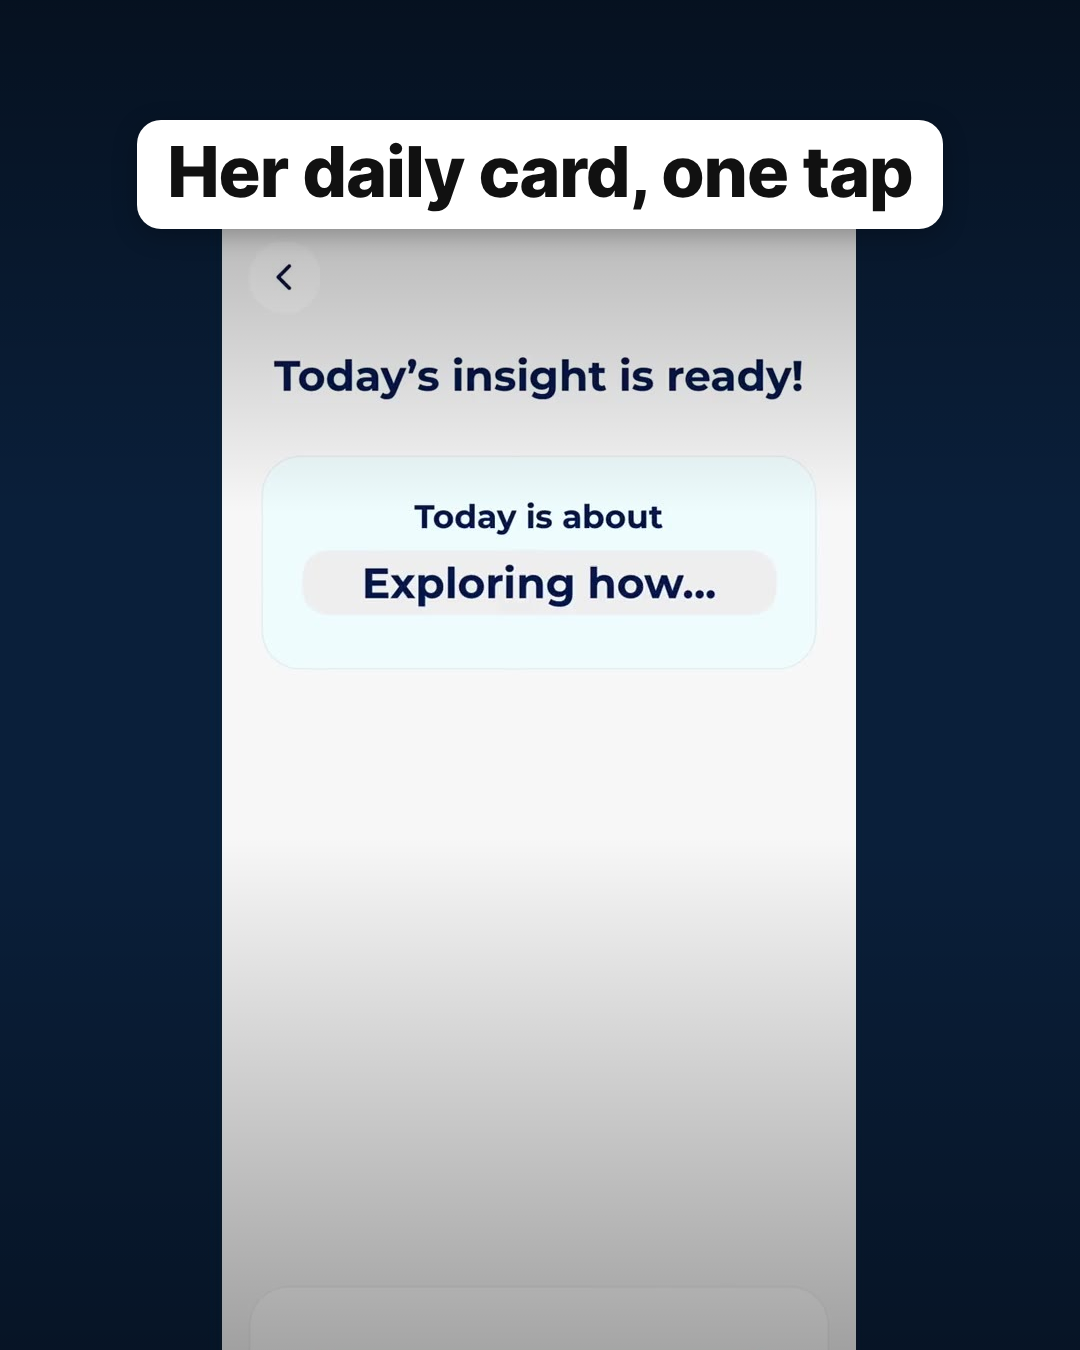 Her daily card, one tap
Today’s insight is ready!
Today is about
Exploring how...